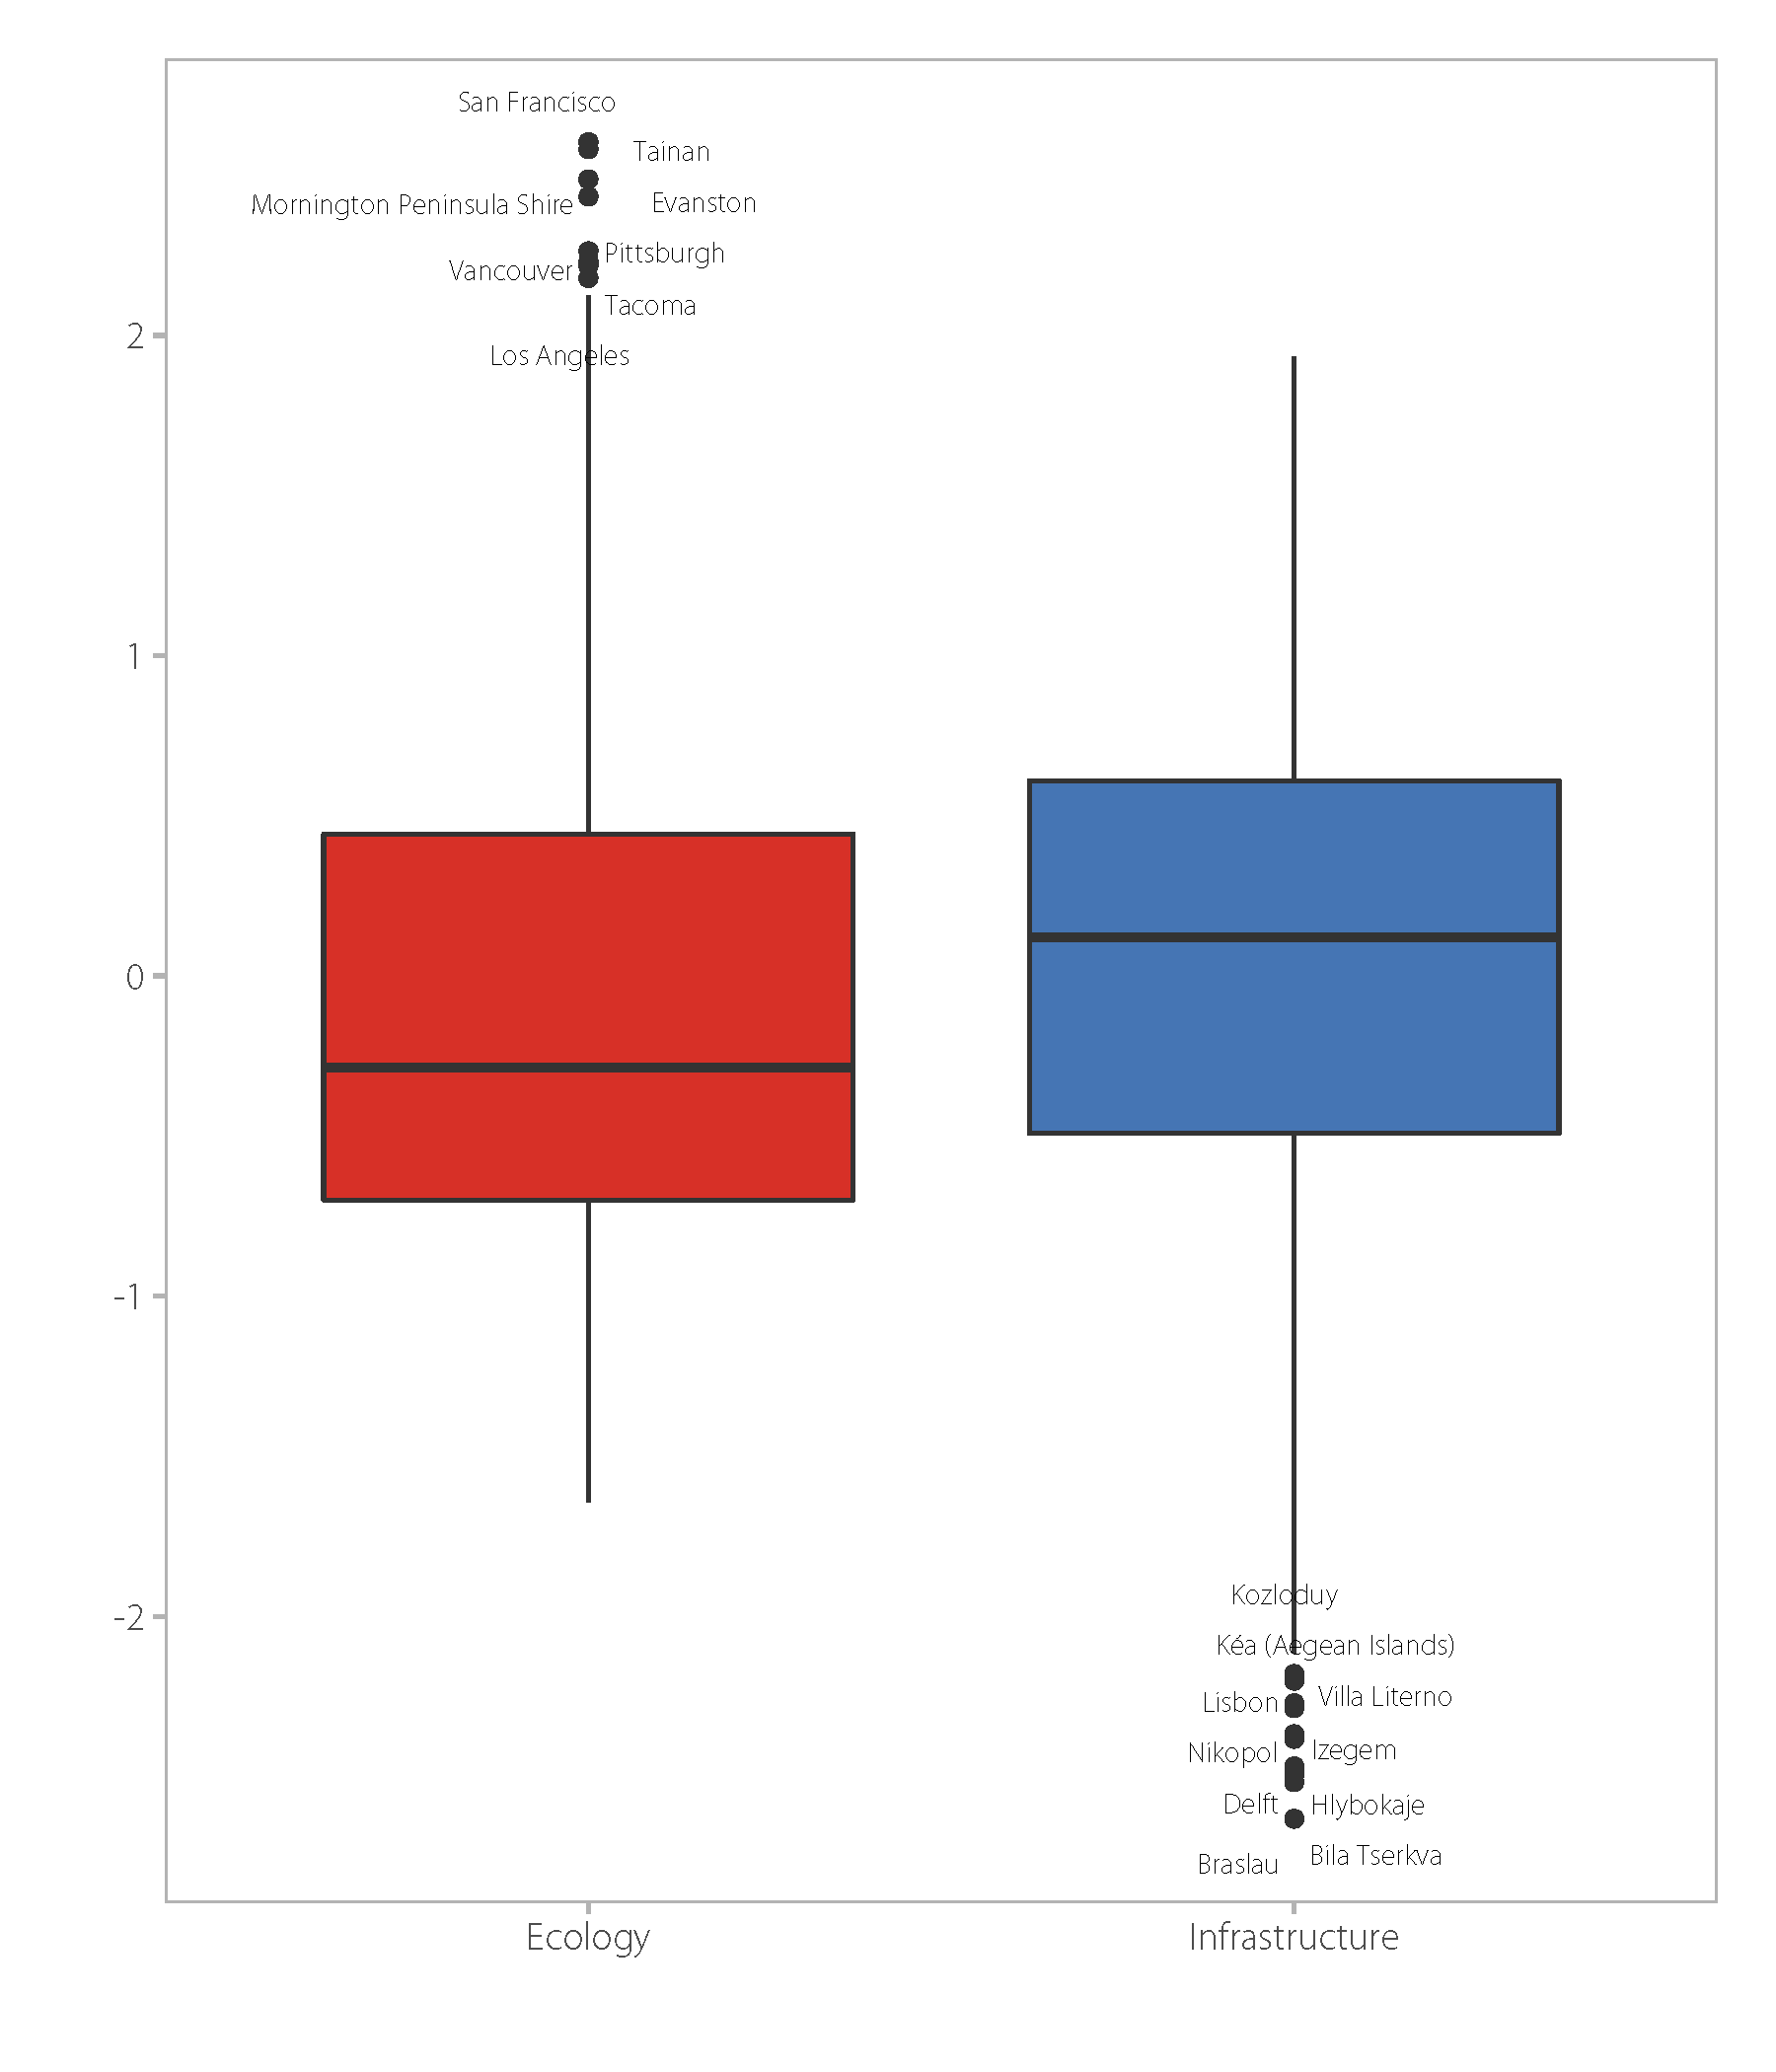 San Francisco
Tainan
Mornington Peninsula Shire
Evanston
Pittsburgh
Vancouver
Tacoma
2
Los Angeles
1
0
-1
-2
Kozloduy
Kéa (Aegean Islands)
Lisbon
Villa Literno
Nikopol
Izegem
Delft
Hlybokaje
Braslau
Bila Tserkva
Ecology
Infrastructure